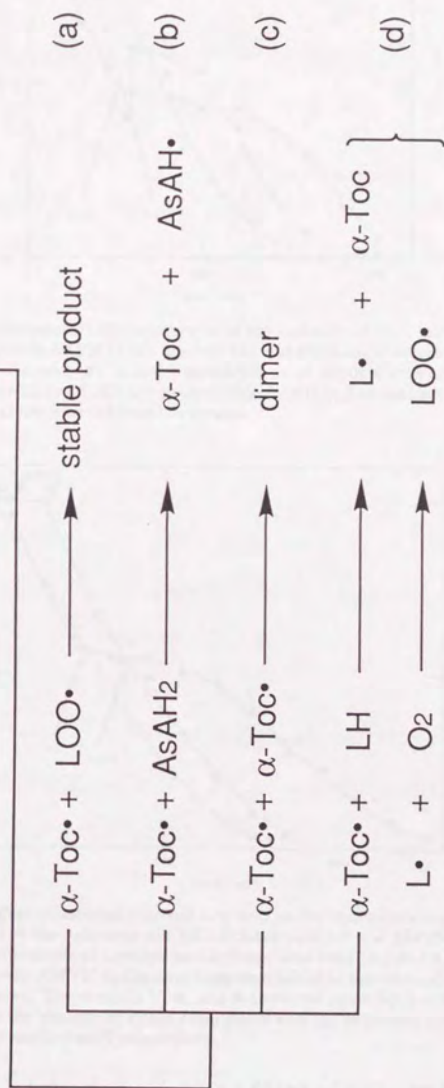 α-Toc• + LOO• → stable product (a)
α-Toc• + AsAH2 → α-Toc + AsAH• (b)
α-Toc• + α-Toc• → dimer (c)
α-Toc• + LH → L• + α-Toc
L• + O2 → LOO•
(d)